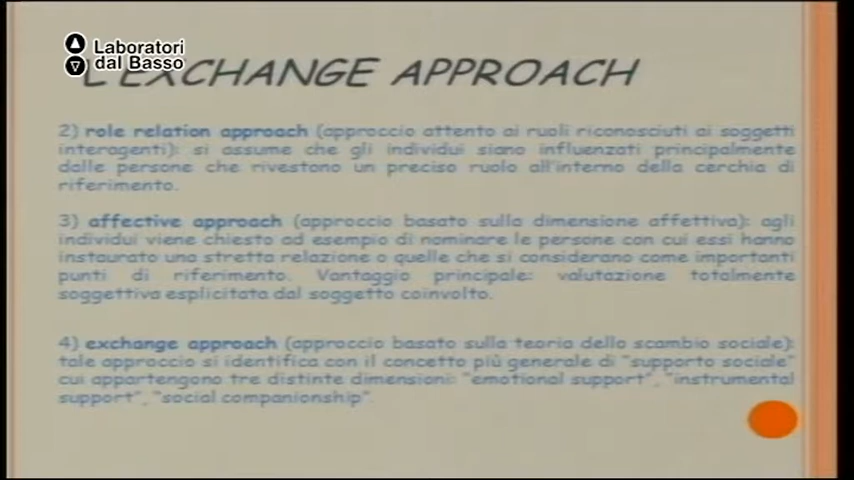 Laboratori
dal Basso
L'EXCHANGE APPROACH
2) role relation approach (approccio attento ai ruoli riconosciuti ai soggetti
interagenti): si assume che gli individui siano influenzati principalmente
dalle persone che rivestono un preciso ruolo all'interno della cerchia di
riferimento.
3) affective approach (approccio basato sulla dimensione affettiva): agli
individui viene chiesto ad esempio di nominare le persone con cui essi hanno
instaurato una stretta relazione o quelle che si considerano come importanti
punti di riferimento. Vantaggio principale: valutazione totalmente
soggettiva esplicitata dal soggetto coinvolto.
4) exchange approach (approccio basato sulla teoria dello scambio sociale):
tale approccio si identifica con il concetto più generale di "supporto sociale"
cui appartengono tre distinte dimensioni: "emotional support", "instrumental
support", "social companionship".